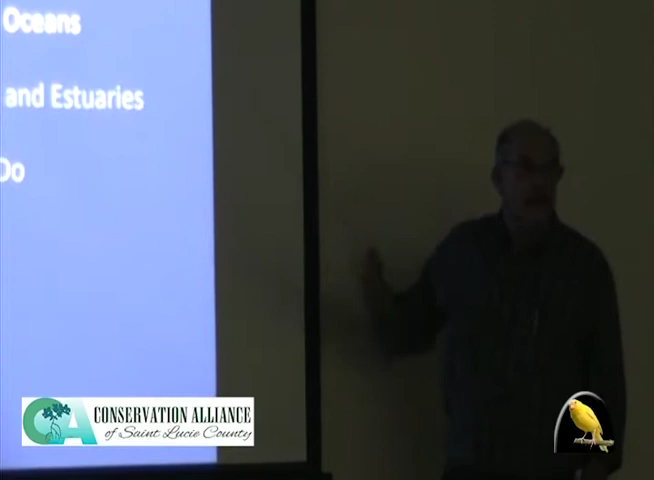 Oceans
and Estuaries
Do
CONSERVATION ALLIANCE
of Saint Lucie County